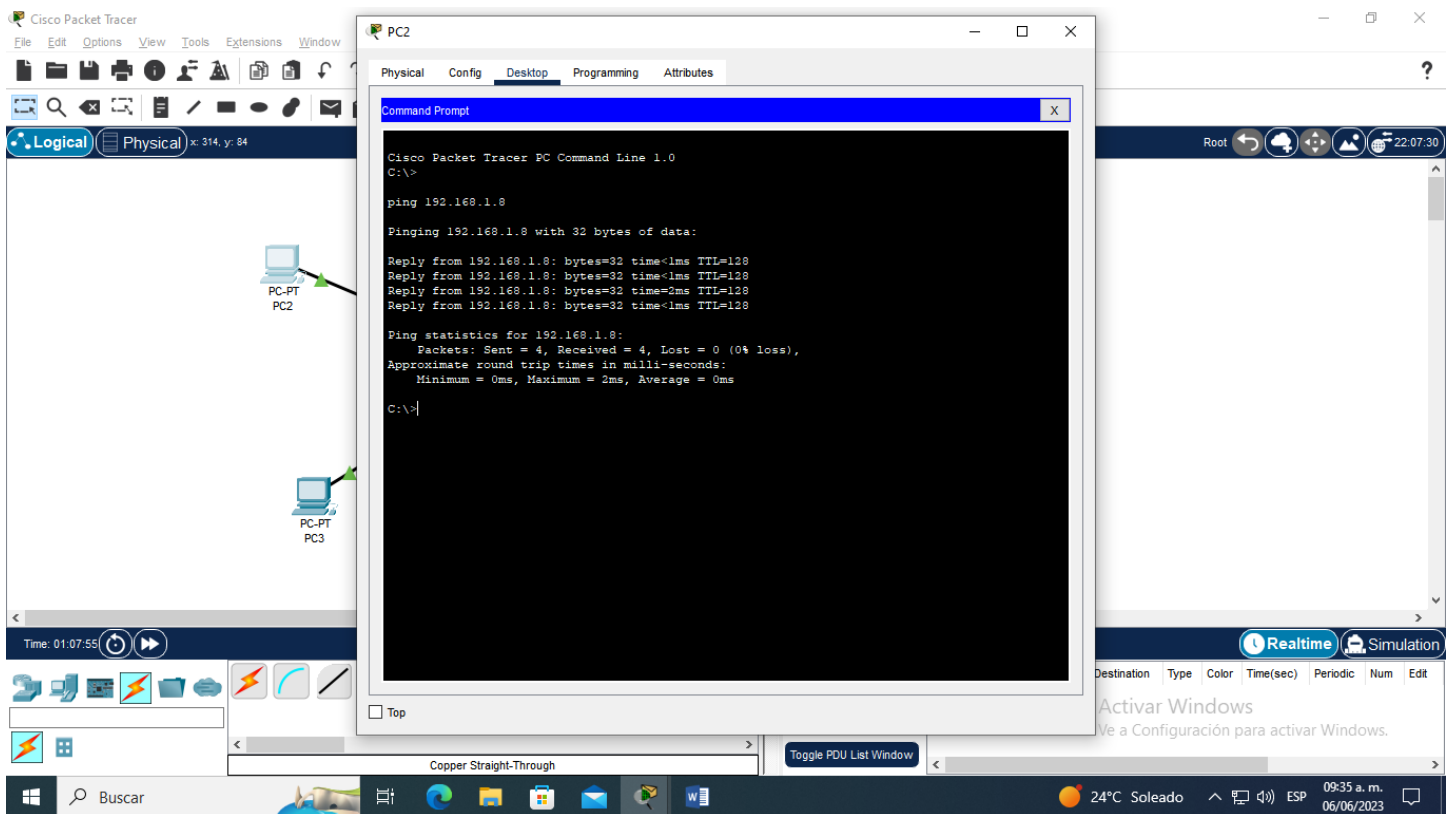 Cisco Packet Tracer
File Edit Options View Tools Extensions Window
?
Logical Physical x: 314, y: 84
Root 22:07:30
PC-PT
PC2
PC-PT
PC3
PC2
Physical Config Desktop Programming Attributes
Command Prompt X
Cisco Packet Tracer PC Command Line 1.0
C:\>
ping 192.168.1.8
Pinging 192.168.1.8 with 32 bytes of data:
Reply from 192.168.1.8: bytes=32 time<1ms TTL=128
Reply from 192.168.1.8: bytes=32 time<1ms TTL=128
Reply from 192.168.1.8: bytes=32 time=2ms TTL=128
Reply from 192.168.1.8: bytes=32 time<1ms TTL=128
Ping statistics for 192.168.1.8:
Packets: Sent = 4, Received = 4, Lost = 0 (0% loss),
Approximate round trip times in milli-seconds:
Minimum = 0ms, Maximum = 2ms, Average = 0ms
C:\>
Top
Time: 01:07:55
Realtime Simulation
Destination Type Color Time(sec) Periodic Num Edit
Activar Windows
Ve a Configuración para activar Windows.
Toggle PDU List Window
Copper Straight-Through
Buscar
24°C Soleado ESP 09:35 a. m.
06/06/2023